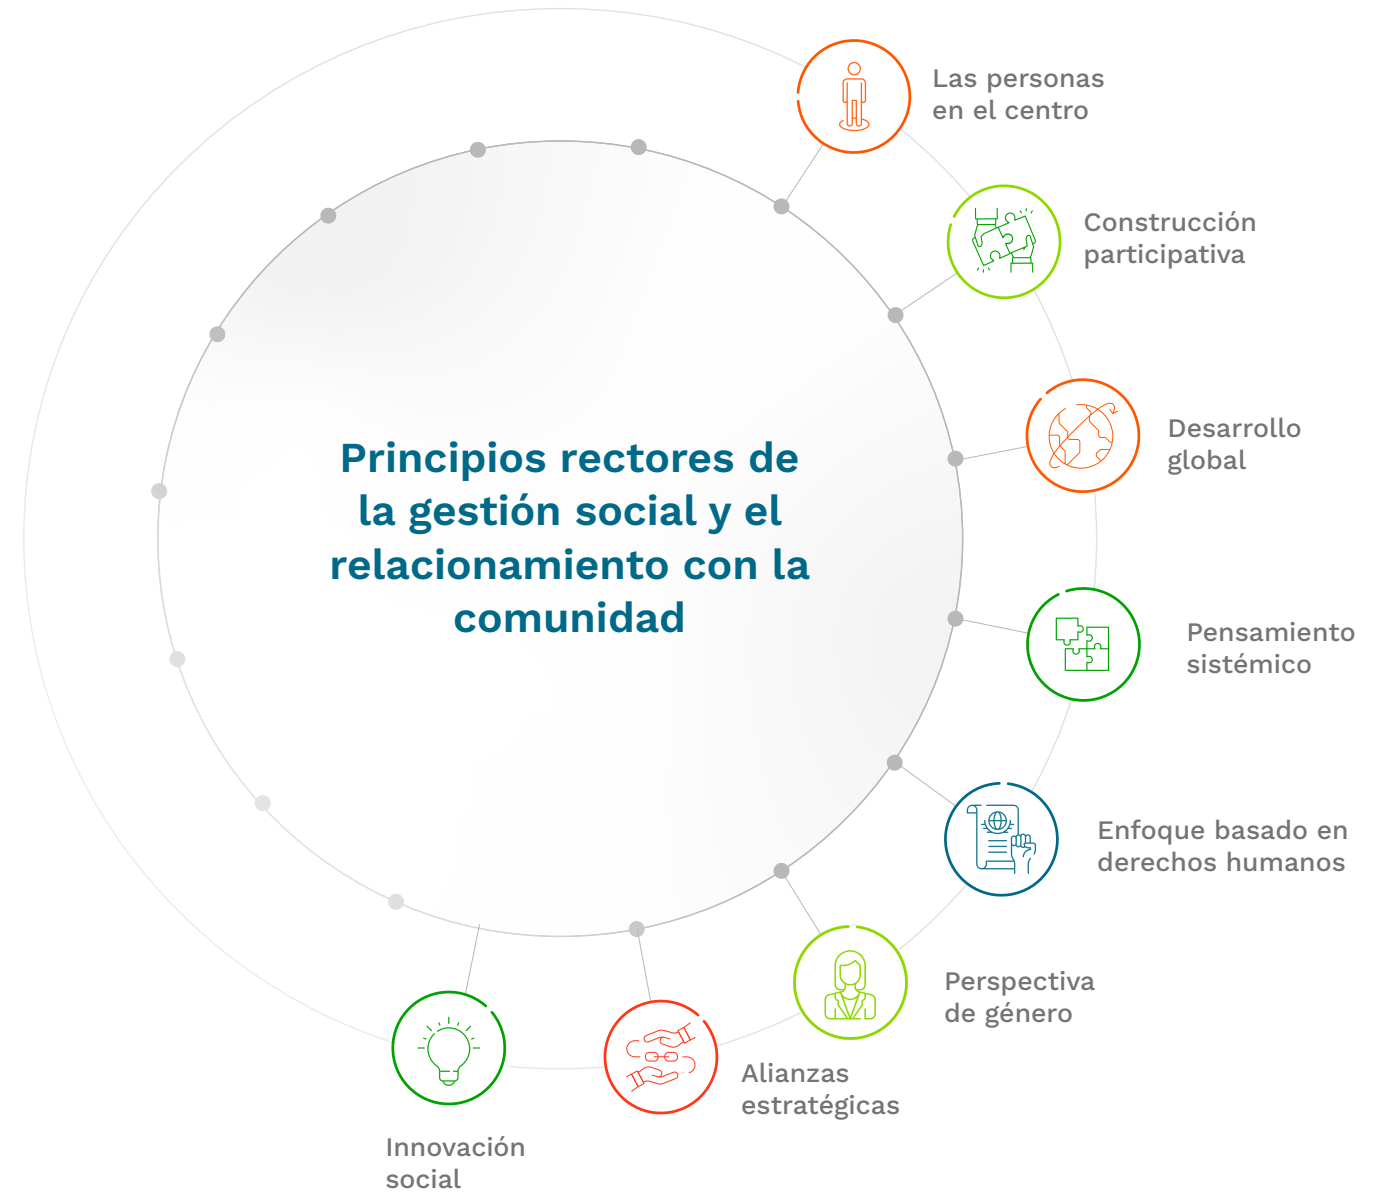 Principios rectores de
la gestión social y el
relacionamiento con la
comunidad
Las personas
en el centro
Construcción
participativa
Desarrollo
global
Pensamiento
sistémico
Enfoque basado en
derechos humanos
Perspectiva
de género
Alianzas
estratégicas
Innovación
social